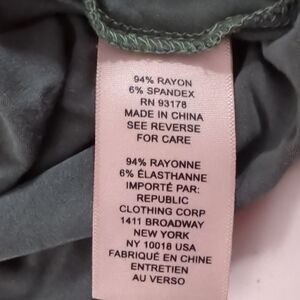 94% RAYON
6% SPANDEX
RN 93178
MADE IN CHINA
SEE REVERSE
FOR CARE
94% RAYONNE
6% ÉLASTHANNE
IMPORTÉ PAR:
REPUBLIC
CLOTHING CORP
1411 BROADWAY
NEW YORK
NY 10018 USA
FABRIQUÉ EN CHINE
ENTRETIEN
AU VERSO